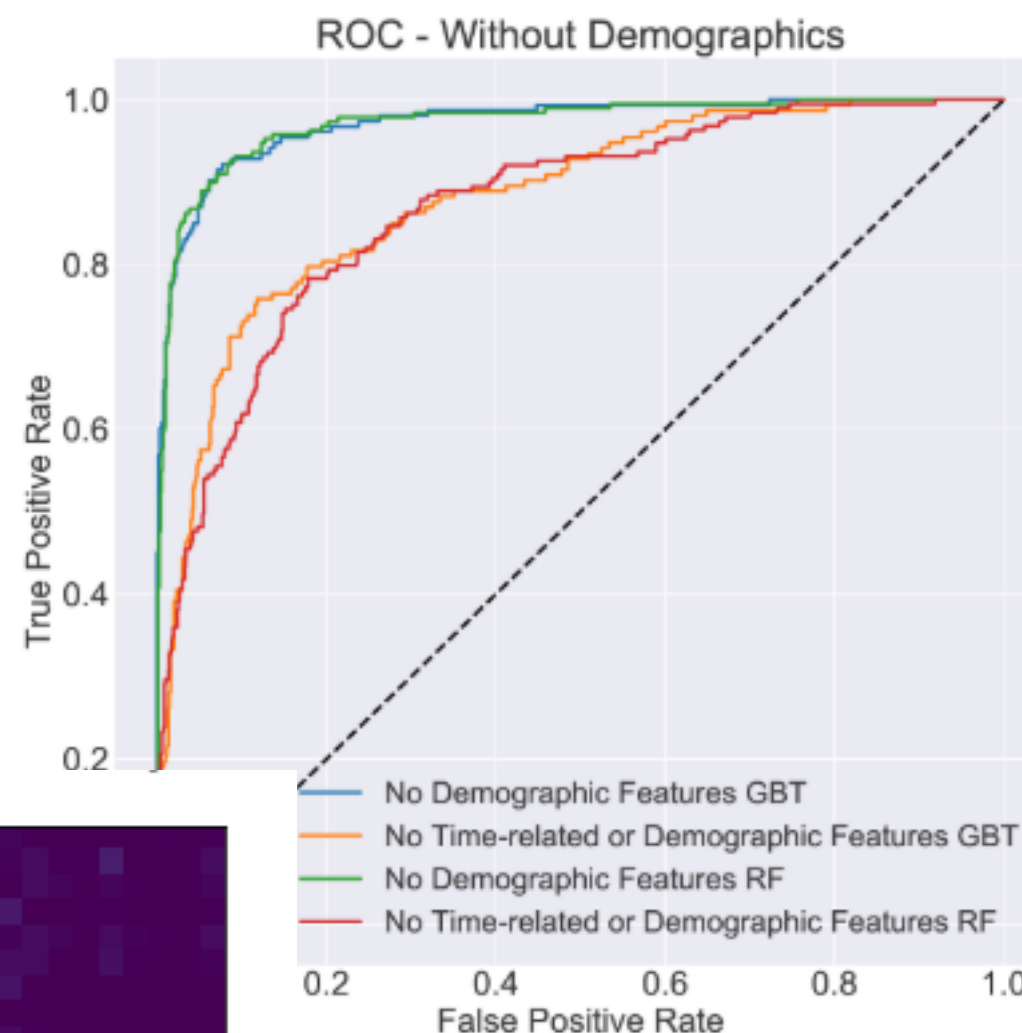 ROC - Without Demographics
1.0
0.8
0.6
0.4
0.2
True Positive Rate
No Demographic Features GBT
No Time-related or Demographic Features GBT
No Demographic Features RF
No Time-related or Demographic Features RF
0.2 0.4 0.6 0.8 1.0
False Positive Rate